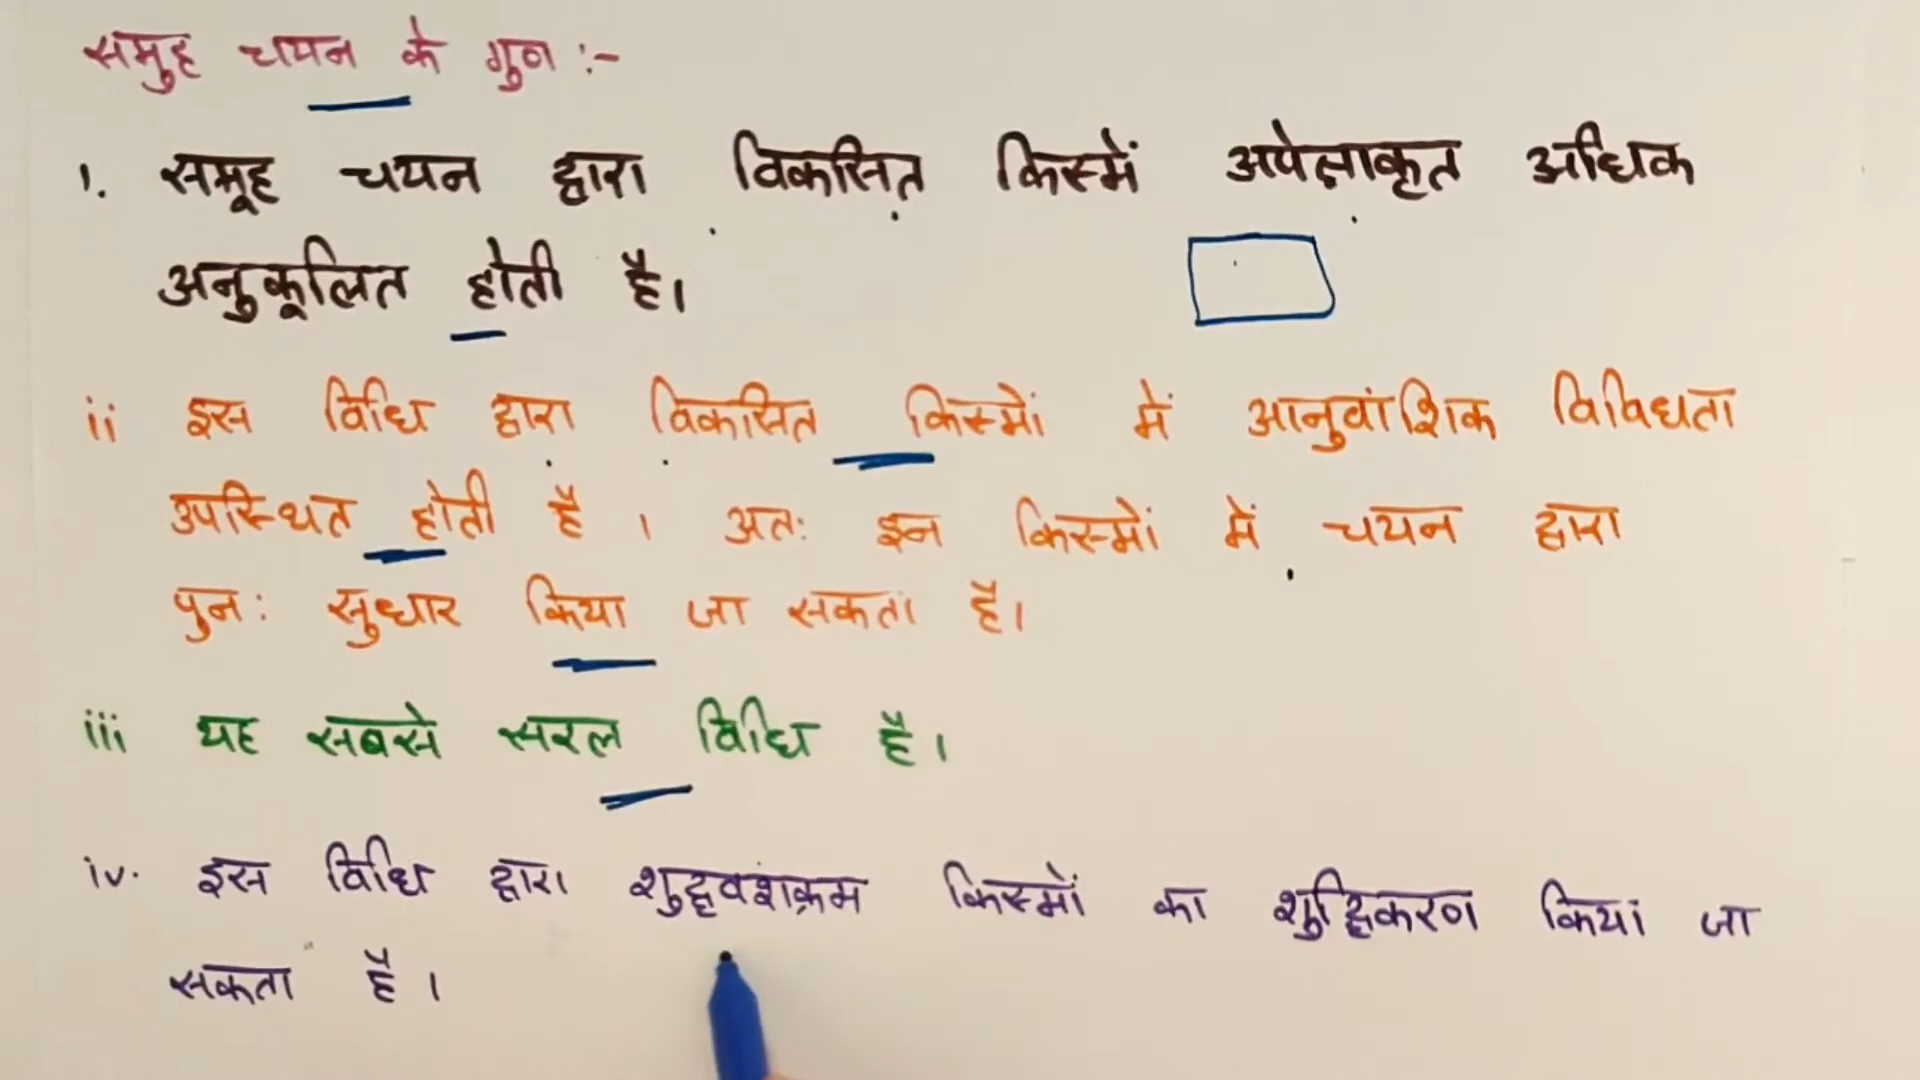 समुह चयन के गुण :-
1. समूह चयन द्वारा विकसित किस्में अपेक्षाकृत अधिक
अनुकूलित होती है।
ii इस विधि द्वारा विकसित किस्मों में आनुवांशिक विविधता
उपस्थित होती है । अतः इन किस्मों में चयन द्वारा
पुनः सुधार किया जा सकता है।
iii यह सबसे सरल विधि है।
iv. इस विधि द्वारा शुद्धवंशक्रम किस्मों का शुद्धिकरण किया जा
सकता है ।